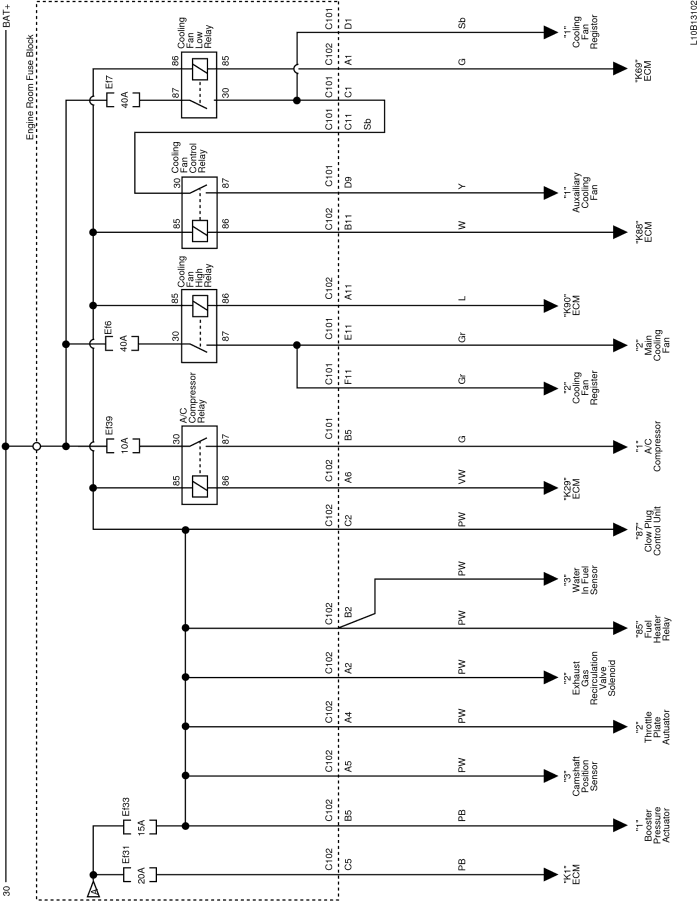 30
BAT+
Engine Room Fuse Block
A
Ef31
20A
Ef33
15A
Ef39
10A
Ef6
40A
Ef7
40A
85
30
A/C
Compressor
Relay
86
87
30
85
Cooling
Fan
High
Relay
87
86
85
30
Cooling
Fan
Control
Relay
86
87
87
86
Cooling
Fan
Low
Relay
30
85
C102
C5
C102
B5
C102
A5
C102
A4
C102
A2
C102
B2
C102
C2
C102
A6
C101
B5
C101
F11
C101
E11
C102
A11
C102
B11
C101
D9
C101
C11
C101
C1
C102
A1
C101
D1
Sb
PB
PB
PW
PW
PW
PW
PW
PW
VW
G
Gr
Gr
L
W
Y
G
Sb
"K1"
ECM
"1"
Booster
Pressure
Actuator
"3"
Camshaft
Position
Sensor
"2"
Throttle
Plate
Autuator
"2"
Exhaust
Gas
Recirculation
Valve
Solenoid
"85"
Fuel
Heater
Relay
"3"
Water
In Fuel
Sensor
"87"
Clow Plug
Control Unit
"K29"
ECM
"1"
A/C
Compressor
"2"
Cooling
Fan
Register
"2"
Main
Cooling
Fan
"K90"
ECM
"K88"
ECM
"1"
Auxiliary
Cooling
Fan
"K69"
ECM
"1"
Cooling
Fan
Registor
L10B13102